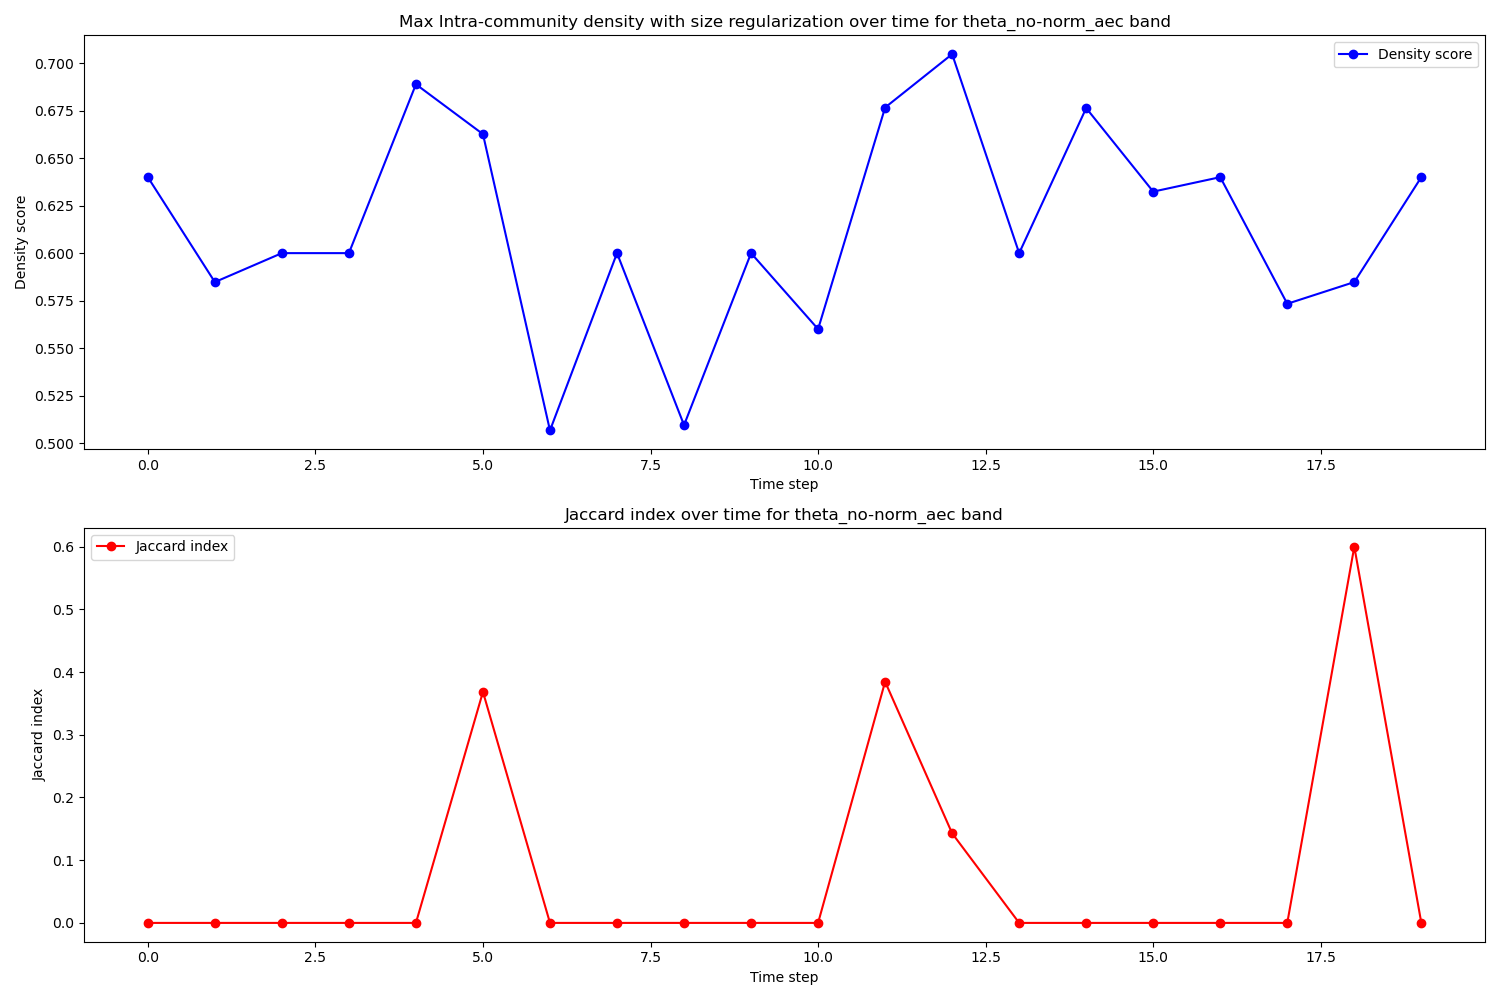 Max Intra-community density with size regularization over time for theta_no-norm_aec band
Density score
0.700
0.675
0.650
0.625
0.600
0.575
0.550
0.525
0.500
Density score
0.0 2.5 5.0 7.5 10.0 12.5 15.0 17.5
Time step
Jaccard index over time for theta_no-norm_aec band
Jaccard index
0.6
0.5
0.4
0.3
0.2
0.1
0.0
Jaccard index
0.0 2.5 5.0 7.5 10.0 12.5 15.0 17.5
Time step